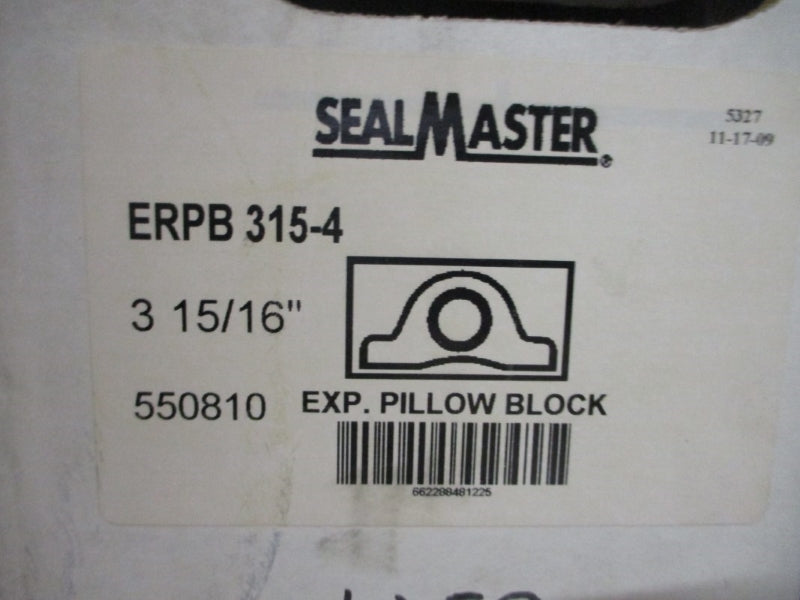 SEALMASTER®
5327
11-17-09
ERPB 315-4
3 15/16"
550810
EXP. PILLOW BLOCK
662288481225